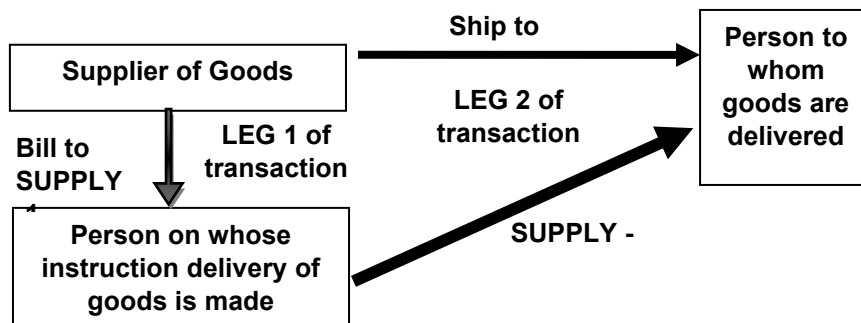 Ship to
Supplier of Goods
Person to
whom
goods are
delivered
LEG 1 of
transaction
LEG 2 of
transaction
Bill to
SUPPLY
Person on whose
instruction delivery of
goods is made
SUPPLY -